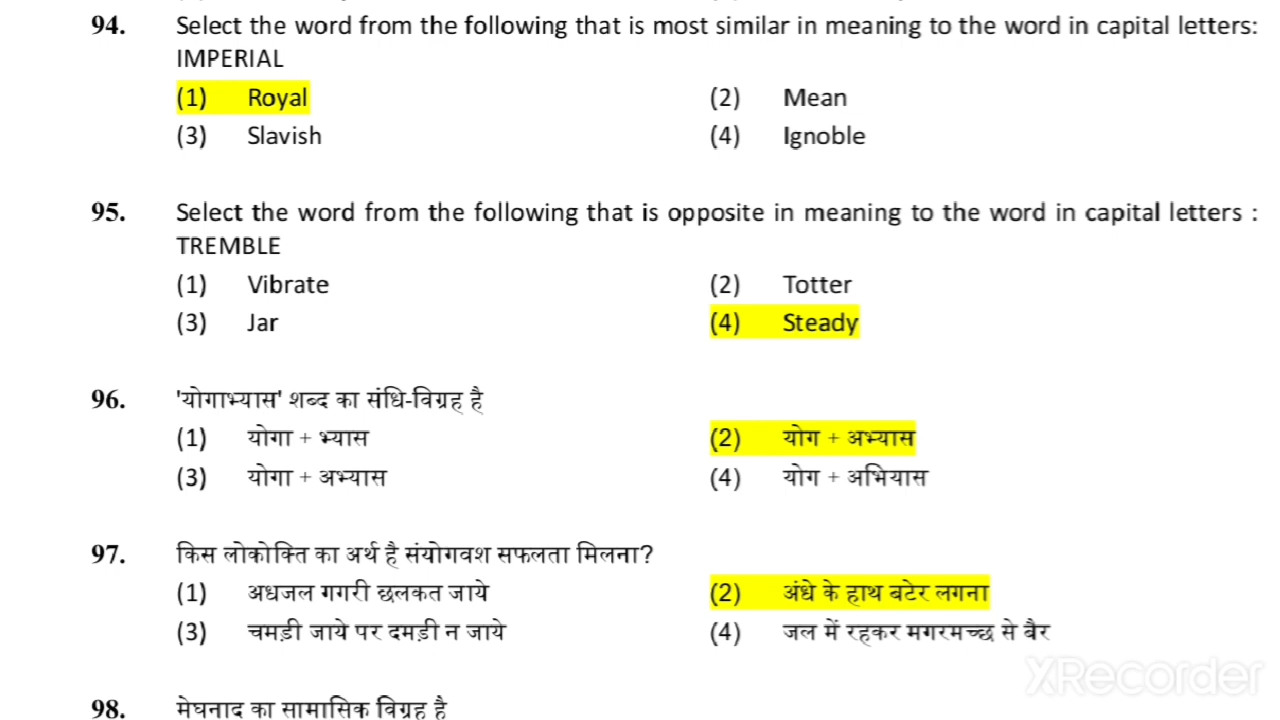 94. Select the word from the following that is most similar in meaning to the word in capital letters:
IMPERIAL
(1) Royal (2) Mean
(3) Slavish (4) Ignoble
95. Select the word from the following that is opposite in meaning to the word in capital letters :
TREMBLE
(1) Vibrate (2) Totter
(3) Jar (4) Steady
96. 'योगाभ्यास' शब्द का संधि-विग्रह है
(1) योगा + भ्यास (2) योग + अभ्यास
(3) योगा + अभ्यास (4) योग + अभियास
97. किस लोकोक्ति का अर्थ है संयोगवश सफलता मिलना?
(1) अधजल गगरी छलकत जाये (2) अंधे के हाथ बटेर लगना
(3) चमड़ी जाये पर दमड़ी न जाये (4) जल में रहकर मगरमच्छ से बैर
XRecorder
98. मेघनाद का सामासिक विग्रह है